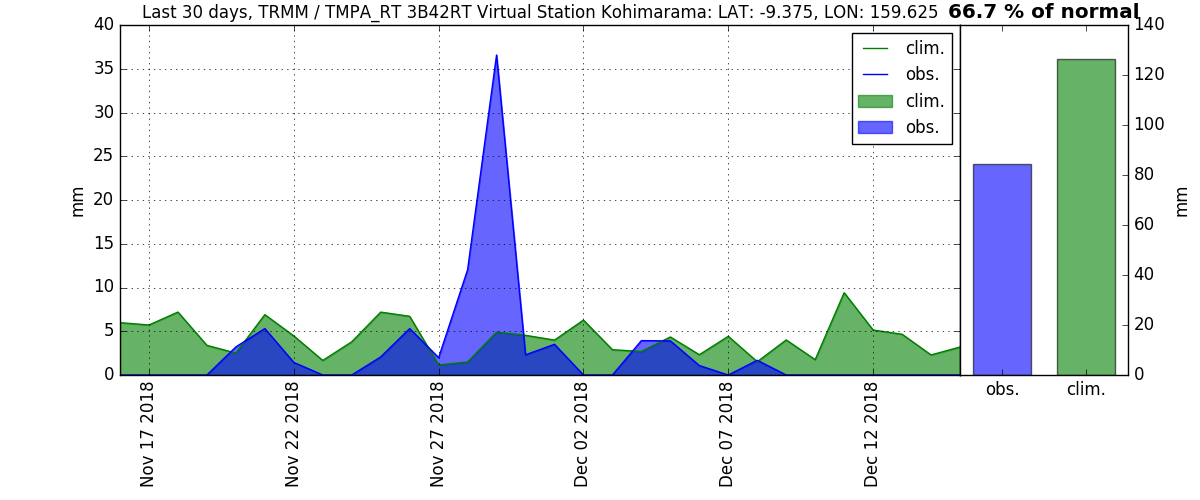 Last 30 days, TRMM / TMPA_RT 3B42RT Virtual Station Kohimarama: LAT: -9.375, LON: 159.625
66.7 % of normal
40
35
30
25
20
15
10
5
0
mm
clim.
obs.
clim.
obs.
Nov 17 2018
Nov 22 2018
Nov 27 2018
Dec 02 2018
Dec 07 2018
Dec 12 2018
140
120
100
80
60
40
20
0
mm
obs.
clim.